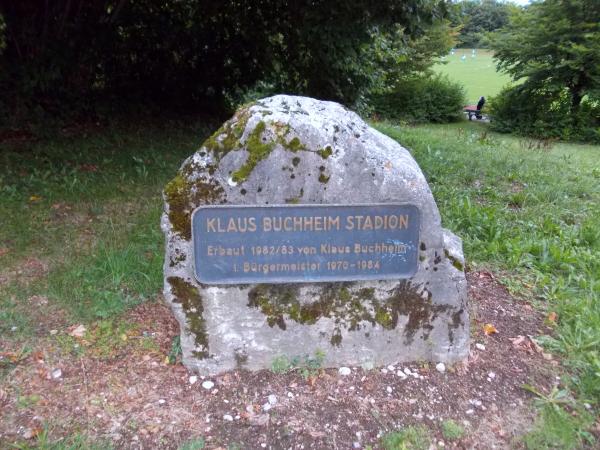 KLAUS BUCHHEIM STADION
Erbaut 1982/83 von Klaus Buchheim
1. Bürgermeister 1970-1984